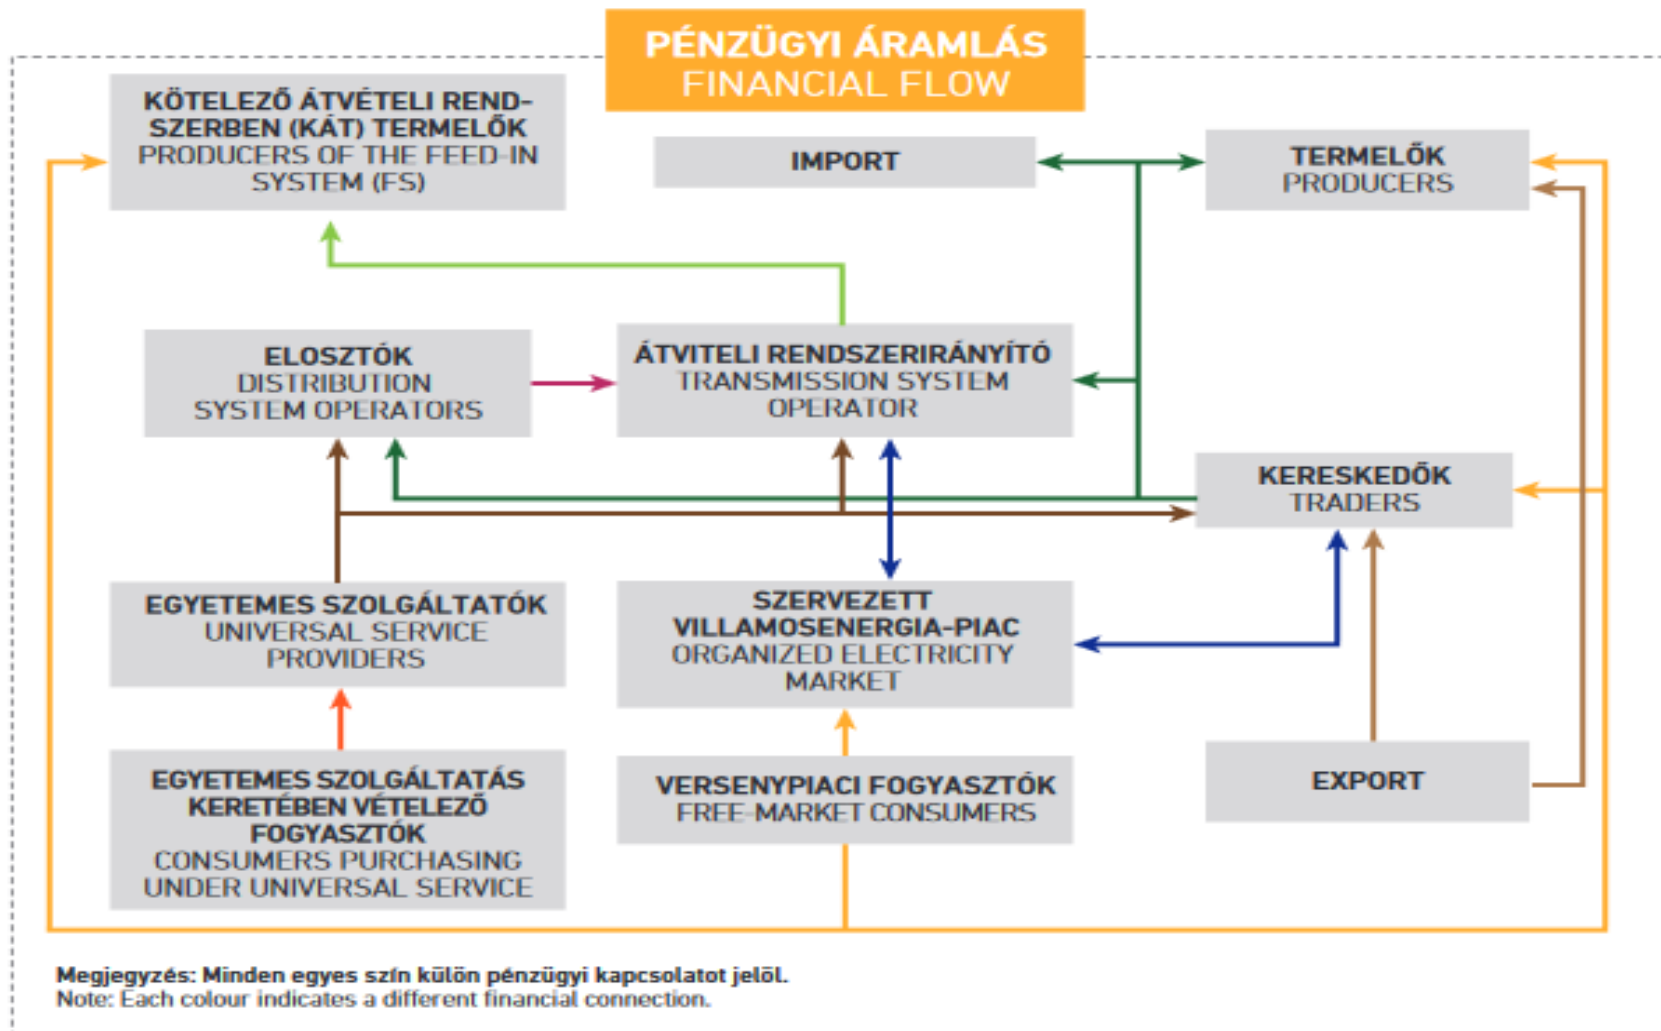 PÉNZÜGYI ÁRAMLÁS
FINANCIAL FLOW
KÖTELEZŐ ÁTVÉTELI REND-
SZERBEN (KÁT) TERMELŐK
PRODUCERS OF THE FEED-IN
SYSTEM (FS)
IMPORT
TERMELŐK
PRODUCERS
ELOSZTÓK
DISTRIBUTION
SYSTEM OPERATORS
ÁTVITELI RENDSZERIRÁNYÍTÓ
TRANSMISSION SYSTEM
OPERATOR
KERESKEDŐK
TRADERS
EGYETEMES SZOLGÁLTATÓK
UNIVERSAL SERVICE
PROVIDERS
SZERVEZETT
VILLAMOSENERGIA-PIAC
ORGANIZED ELECTRICITY
MARKET
EGYETEMES SZOLGÁLTATÁS
KERETÉBEN VÉTELEZŐ
FOGYASZTÓK
CONSUMERS PURCHASING
UNDER UNIVERSAL SERVICE
VERSENYPIACI FOGYASZTÓK
FREE-MARKET CONSUMERS
EXPORT
Megjegyzés: Minden egyes szín külön pénzügyi kapcsolatot jelöl.
Note: Each colour indicates a different financial connection.